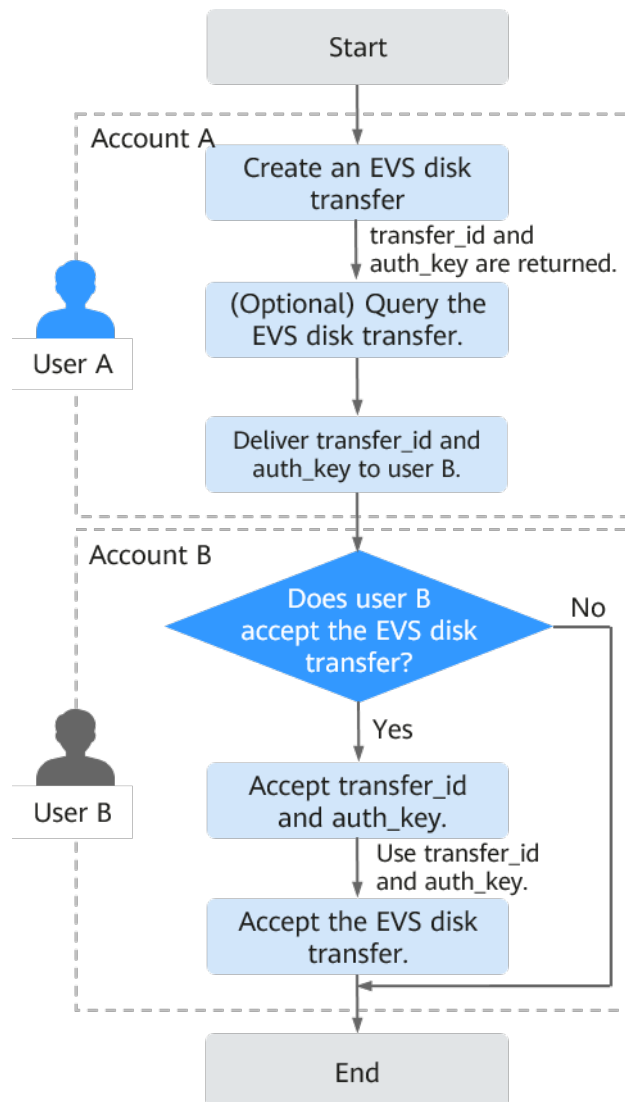 Start
Account A
Create an EVS disk
transfer
transfer_id and
auth_key are returned.
(Optional) Query the
EVS disk transfer.
User A
Deliver transfer_id and
auth_key to user B.
Account B
Does user B
accept the EVS disk
transfer?
No
Yes
Accept transfer_id
and auth_key.
User B
Use transfer_id
and auth_key.
Accept the EVS disk
transfer.
End